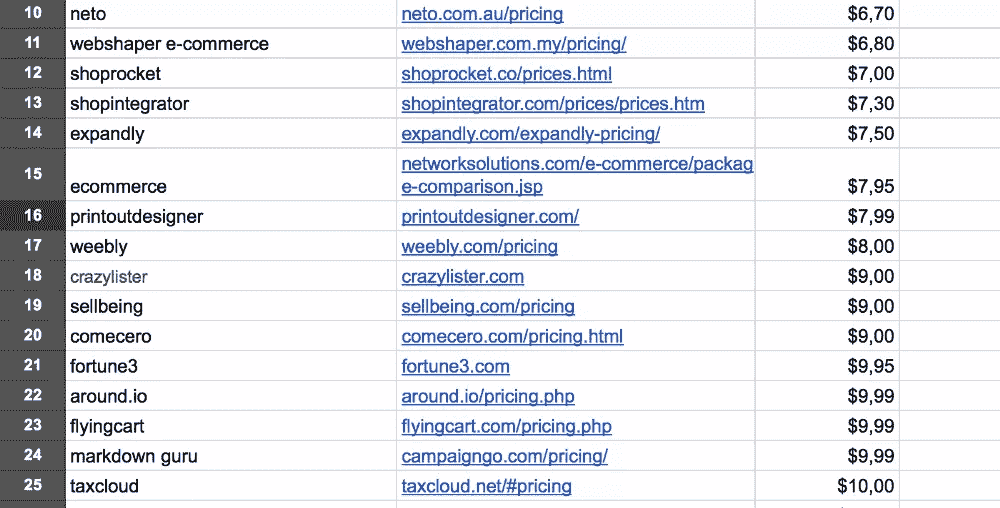 10 neto neto.com.au/pricing $6,70
11 webshaper e-commerce webshaper.com.my/pricing/ $6,80
12 shoprocket shoprocket.co/prices.html $7,00
13 shopintegrator shopintegrator.com/prices/prices.htm $7,30
14 expandly expandly.com/expandly-pricing/ $7,50
15 ecommerce networksolutions.com/e-commerce/packag
e-comparison.jsp $7,95
16 printoutdesigner printoutdesigner.com/ $7,99
17 weebly weebly.com/pricing $8,00
18 crazylister crazylister.com $9,00
19 sellbeing sellbeing.com/pricing $9,00
20 comecero comecero.com/pricing.html $9,00
21 fortune3 fortune3.com $9,95
22 around.io around.io/pricing.php $9,99
23 flyingcart flyingcart.com/pricing.php $9,99
24 markdown guru campaigngo.com/pricing/ $9,99
25 taxcloud taxcloud.net/#pricing $10,00